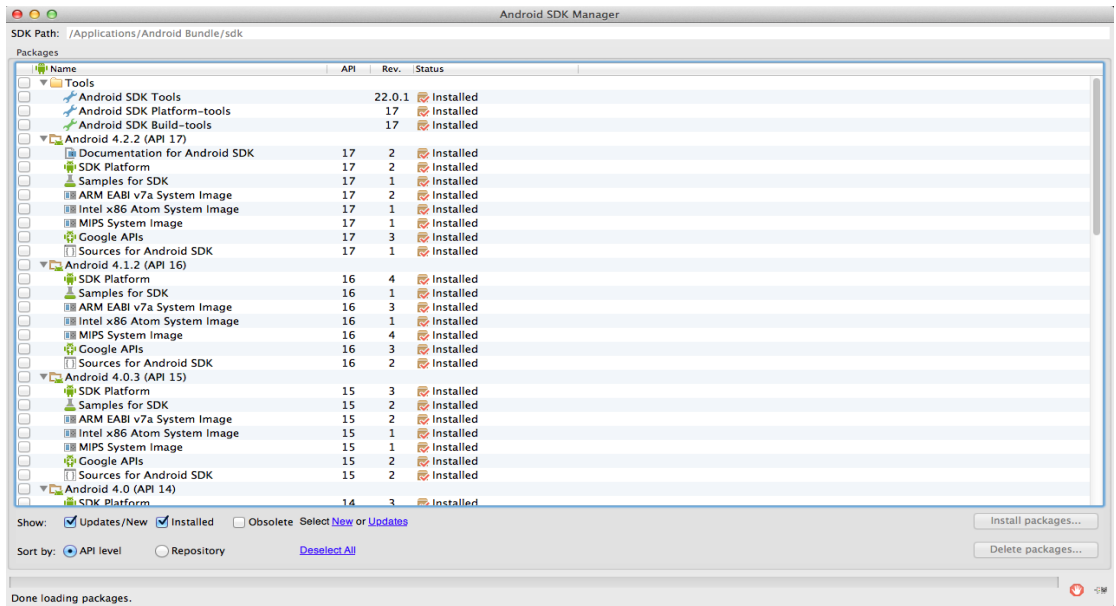 Android SDK Manager
SDK Path: /Applications/Android Bundle/sdk
Packages
Name API Rev. Status
Tools
Android SDK Tools 22.0.1 Installed
Android SDK Platform-tools 17 Installed
Android SDK Build-tools 17 Installed
Android 4.2.2 (API 17)
Documentation for Android SDK 17 2 Installed
SDK Platform 17 2 Installed
Samples for SDK 17 1 Installed
ARM EABI v7a System Image 17 2 Installed
Intel x86 Atom System Image 17 1 Installed
MIPS System Image 17 1 Installed
Google APIs 17 3 Installed
Sources for Android SDK 17 1 Installed
Android 4.1.2 (API 16)
SDK Platform 16 4 Installed
Samples for SDK 16 1 Installed
ARM EABI v7a System Image 16 3 Installed
Intel x86 Atom System Image 16 1 Installed
MIPS System Image 16 4 Installed
Google APIs 16 3 Installed
Sources for Android SDK 16 2 Installed
Android 4.0.3 (API 15)
SDK Platform 15 3 Installed
Samples for SDK 15 2 Installed
ARM EABI v7a System Image 15 2 Installed
Intel x86 Atom System Image 15 1 Installed
MIPS System Image 15 1 Installed
Google APIs 15 2 Installed
Sources for Android SDK 15 2 Installed
Android 4.0 (API 14)
SDK Platform 14 3 Installed
Show: Updates/New Installed Obsolete Select New or Updates Install packages...
Sort by: API level Repository Deselect All Delete packages...
Done loading packages.